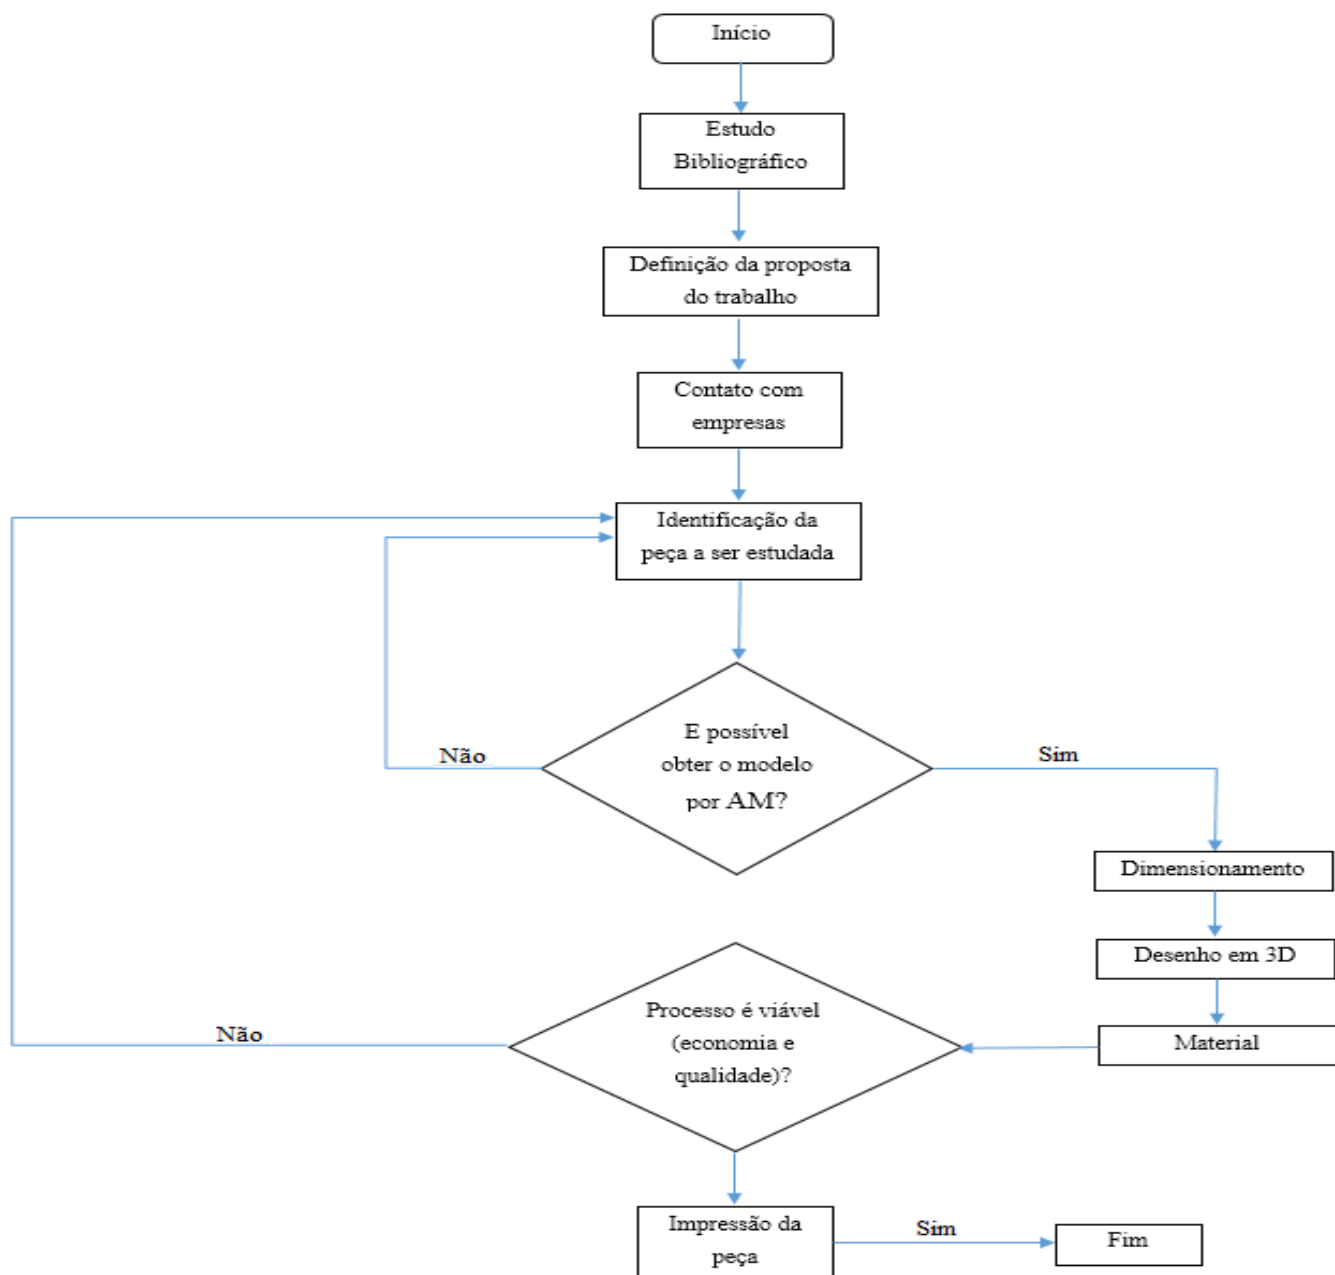 Início
Estudo
Bibliográfico
Definição da proposta
do trabalho
Contato com
empresas
Identificação da
peça a ser estudada
E possível
obter o modelo
por AM?
Não
Sim
Dimensionamento
Desenho em 3D
Material
Processo é viável
(economia e
qualidade)?
Não
Impressão da
peça
Sim
Fim